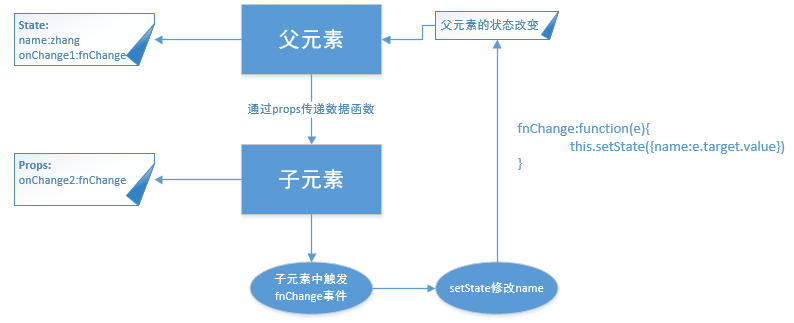 State:
name:zhang
onChange1:fnChange
父元素
父元素的状态改变
通过props传递数据函数
fnChange:function(e){
this.setState({name:e.target.value})
}
Props:
onChange2:fnChange
子元素
子元素中触发
fnChange事件
setState修改name